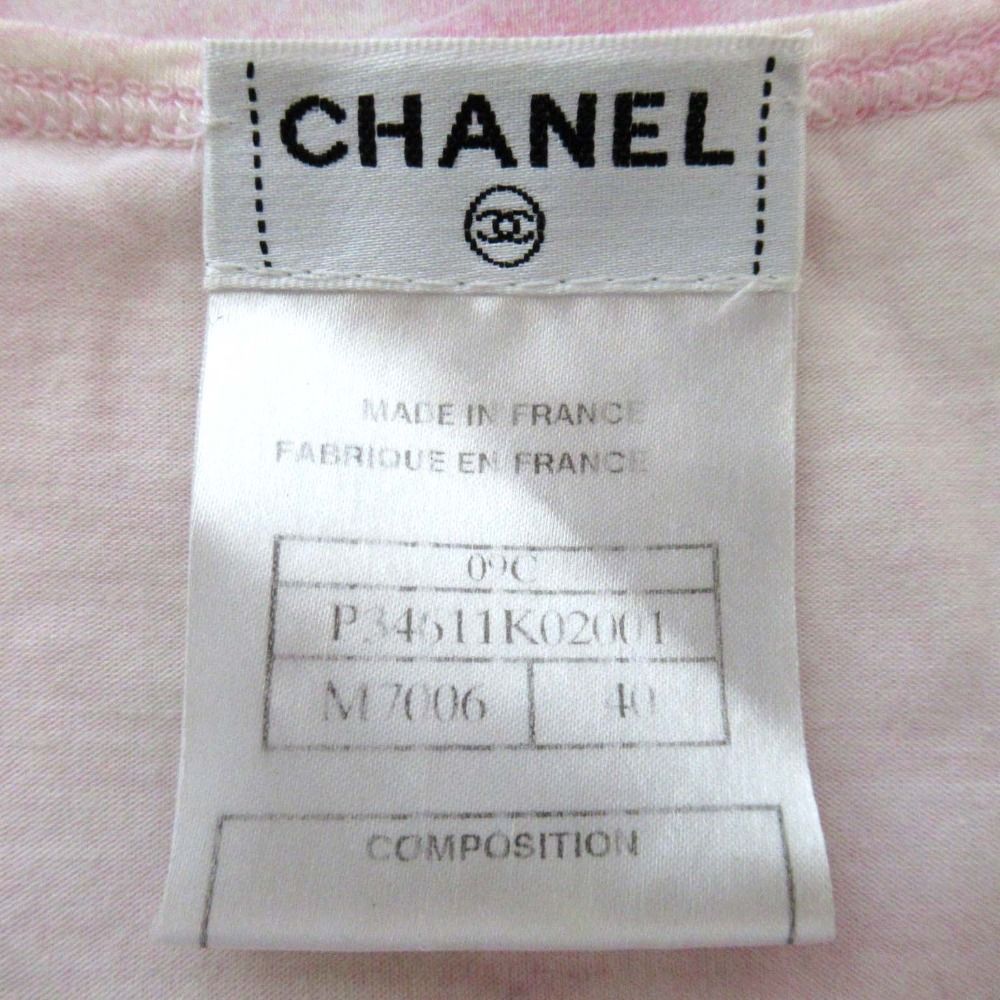 CHANEL
MADE IN FRANCE
FABRIQUE EN FRANCE
09C
P34611K02001
M7006 40
COMPOSITION